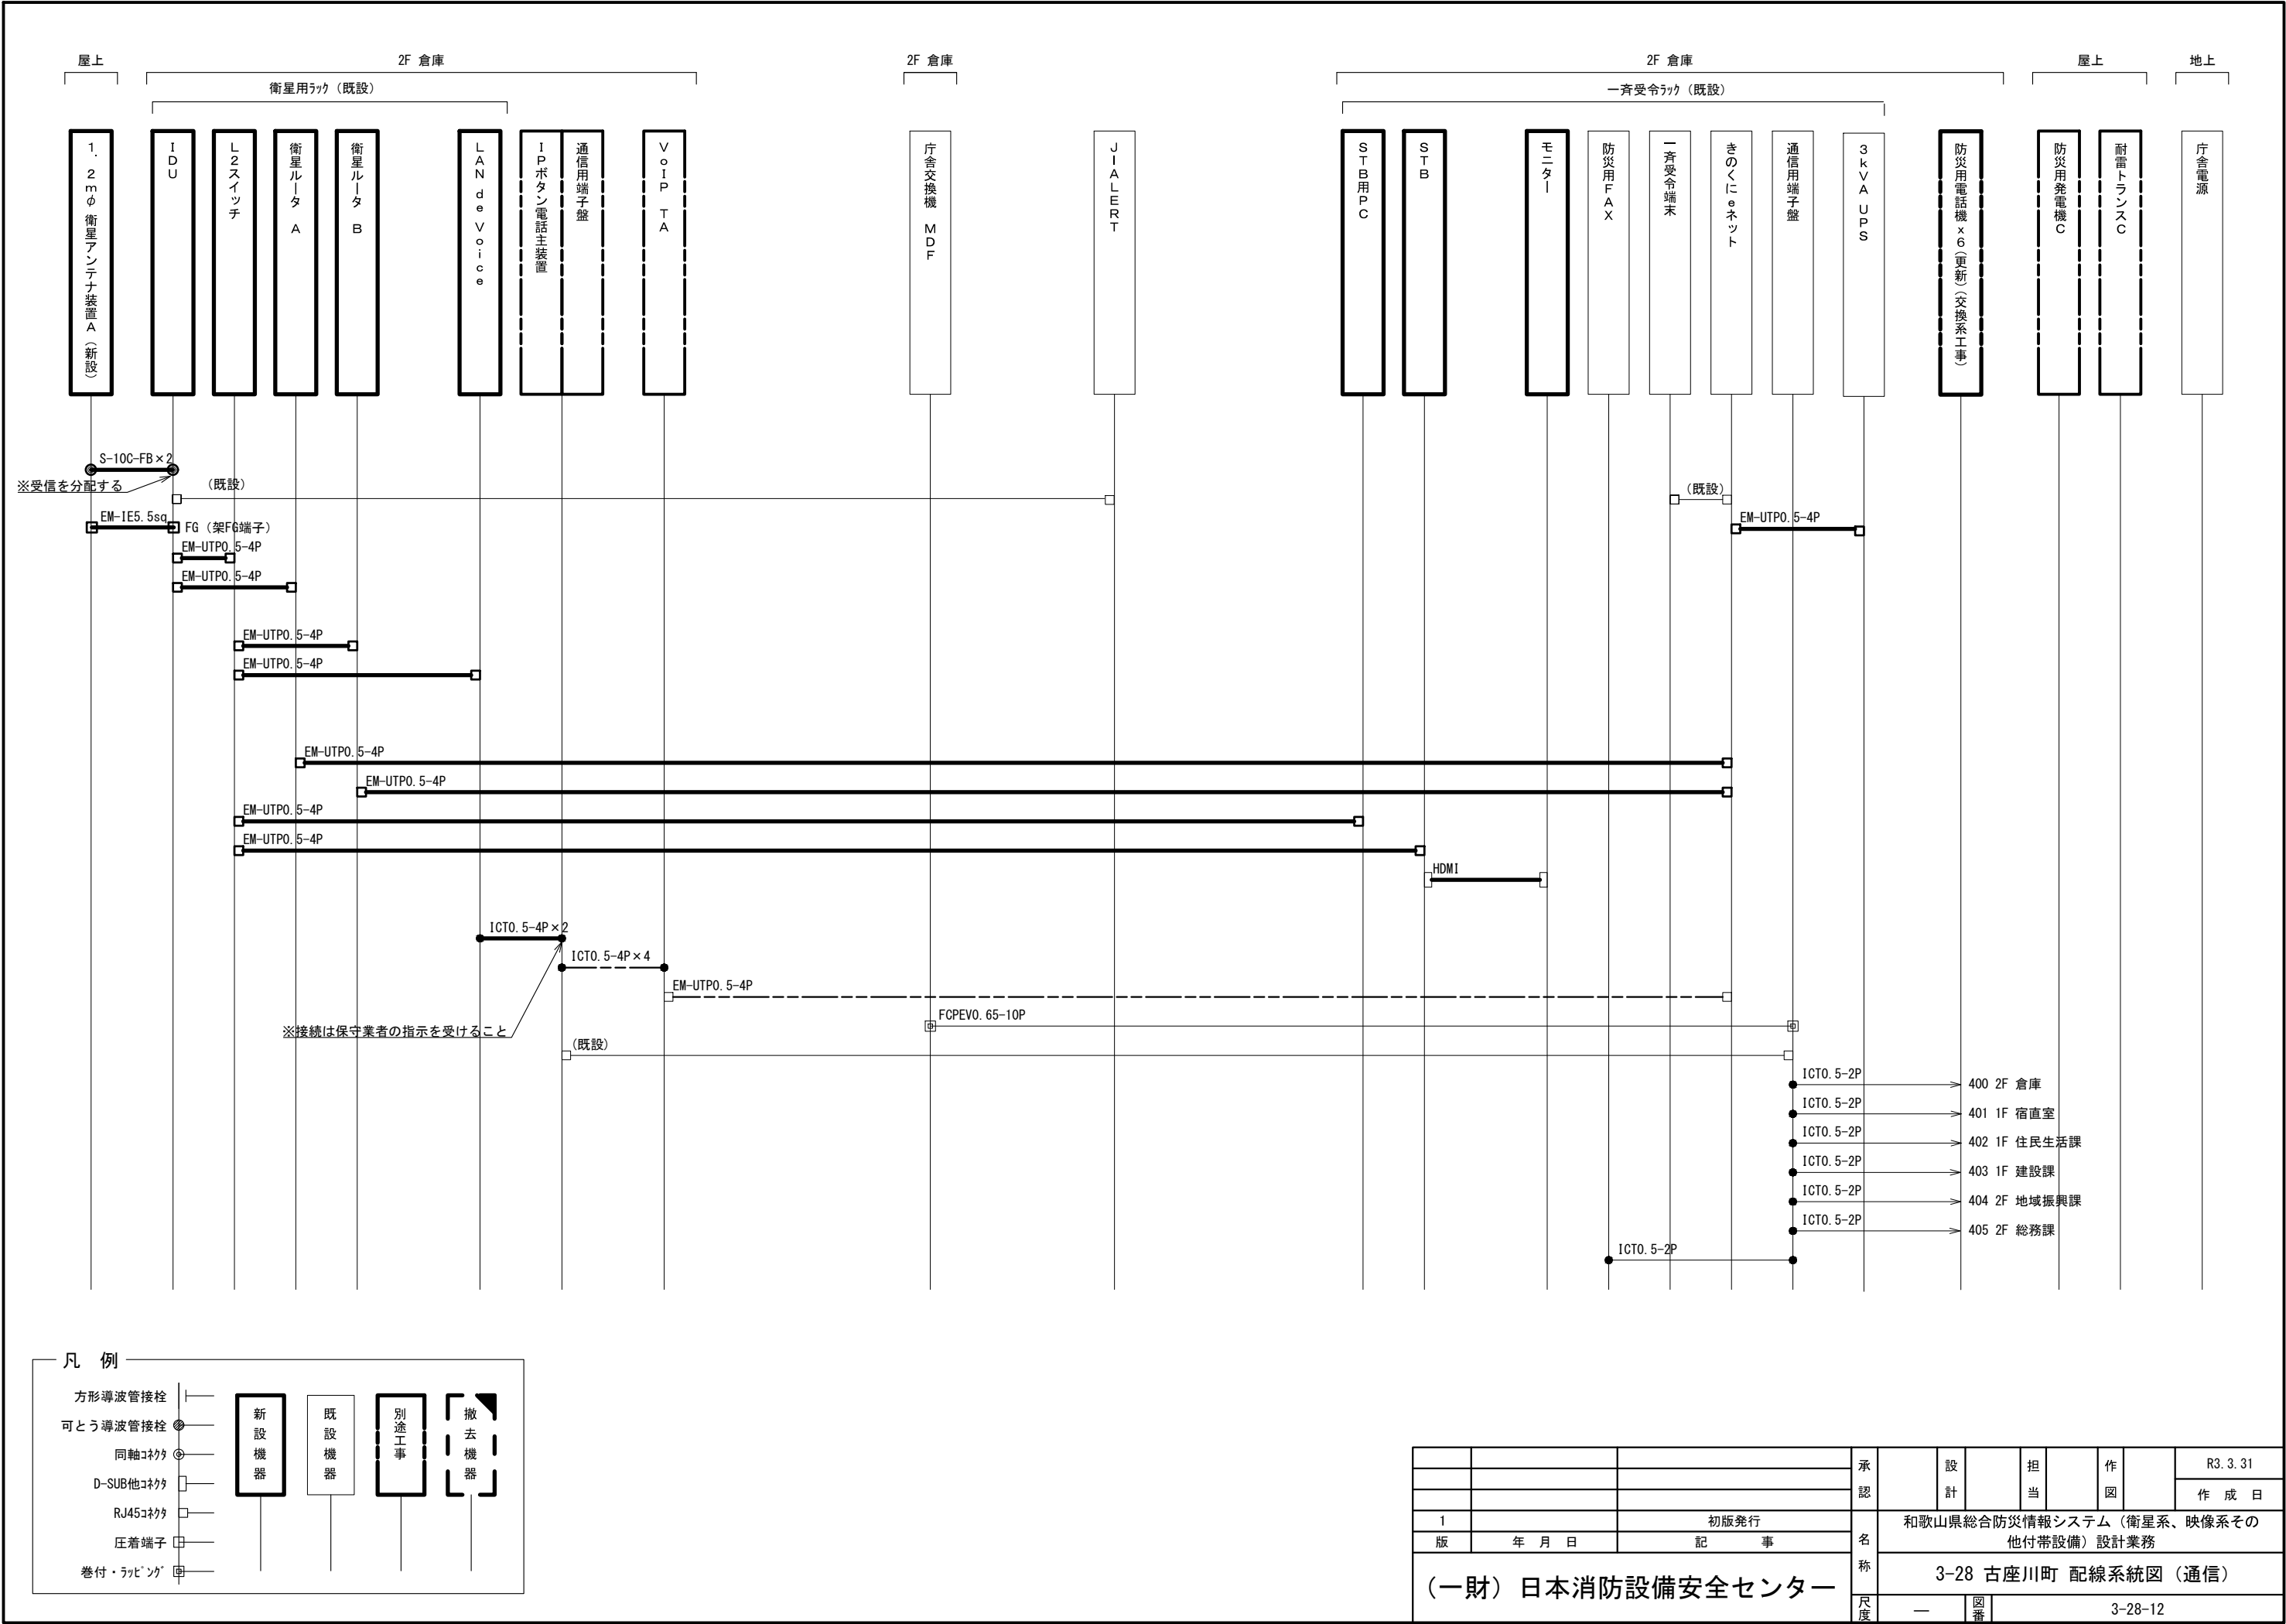 屋上
2F 倉庫
2F 倉庫
2F 倉庫
屋上
地上
衛星用ﾗｯｸ（既設）
一斉受令ﾗｯｸ（既設）
１．２ｍφ 衛星アンテナ装置Ａ（新設）
ＩＤＵ
Ｌ２スイッチ
衛星ルータ Ａ
衛星ルータ Ｂ
ＬＡＮ ｄｅ Ｖｏｉｃｅ
ＩＰボタン電話主装置
通信用端子盤
ＶｏＩＰ ＴＡ
庁舎交換機 ＭＤＦ
ＪＩＡＬＥＲＴ
ＳＴＢ用ＰＣ
ＳＴＢ
モニター
防災用ＦＡＸ
一斉受令端末
きのくにｅネット
通信用端子盤
３ｋＶＡ ＵＰＳ
防災用電話機ｘ６（更新）（交換系工事）
防災用発電機Ｃ
耐雷トランスＣ
庁舎電源
S-10C-FB×2
※受信を分配する
（既設）
（既設）
EM-IE5.5sq
FG（架FG端子）
EM-UTP0.5-4P
EM-UTP0.5-4P
EM-UTP0.5-4P
EM-UTP0.5-4P
EM-UTP0.5-4P
EM-UTP0.5-4P
EM-UTP0.5-4P
EM-UTP0.5-4P
EM-UTP0.5-4P
HDMI
ICT0.5-4P×2
ICT0.5-4P×4
EM-UTP0.5-4P
FCPEV0.65-10P
※接続は保守業者の指示を受けること
（既設）
ICT0.5-2P
400 2F 倉庫
ICT0.5-2P
401 1F 宿直室
ICT0.5-2P
402 1F 住民生活課
ICT0.5-2P
403 1F 建設課
ICT0.5-2P
404 2F 地域振興課
ICT0.5-2P
405 2F 総務課
ICT0.5-2P
凡 例
方形導波管接栓
可とう導波管接栓
同軸ｺﾈｸﾀ
D-SUB他ｺﾈｸﾀ
RJ45ｺﾈｸﾀ
圧着端子
巻付・ﾗｯﾋﾟﾝｸﾞ
新設機器
既設機器
別途工事
撤去機器
承認
設計
担当
作図
R3.3.31
作 成 日
1
初版発行
版
年 月 日
記 事
名称
和歌山県総合防災情報システム（衛星系、映像系その
他付帯設備）設計業務
（一財）日本消防設備安全センター
3-28 古座川町 配線系統図（通信）
尺度
―
図番
3-28-12